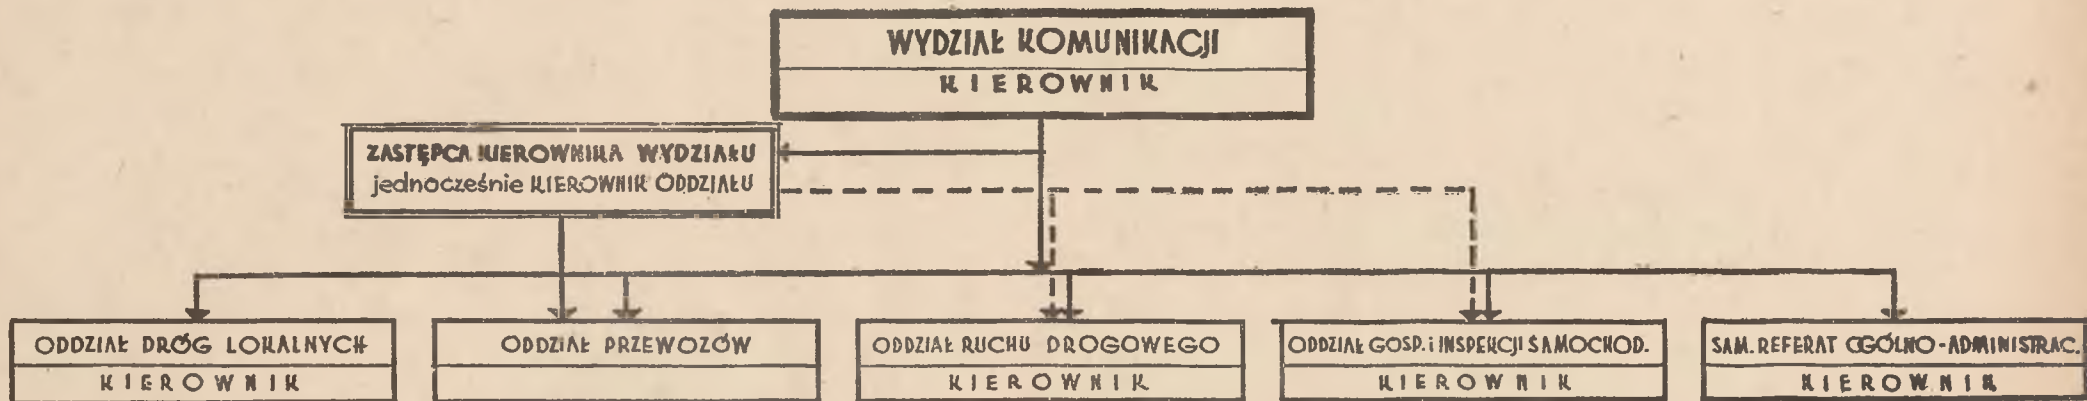 WYDZIAŁ KOMUNIKACJI
KIEROWNIK
ZASTĘPCA KIEROWNIKA WYDZIAŁU
jednocześnie KIEROWNIK ODDZIAŁU
ODDZIAŁ DRÓG LOKALNYCH
KIEROWNIK
ODDZIAŁ PRZEWOZÓW
ODDZIAŁ RUCHU DROGOWEGO
KIEROWNIK
ODDZIAŁ GOSP. i INSPEKCJI SAMOCHOD.
KIEROWNIK
SAM. REFERAT OGÓLNO-ADMINISTRAC.
KIEROWNIK